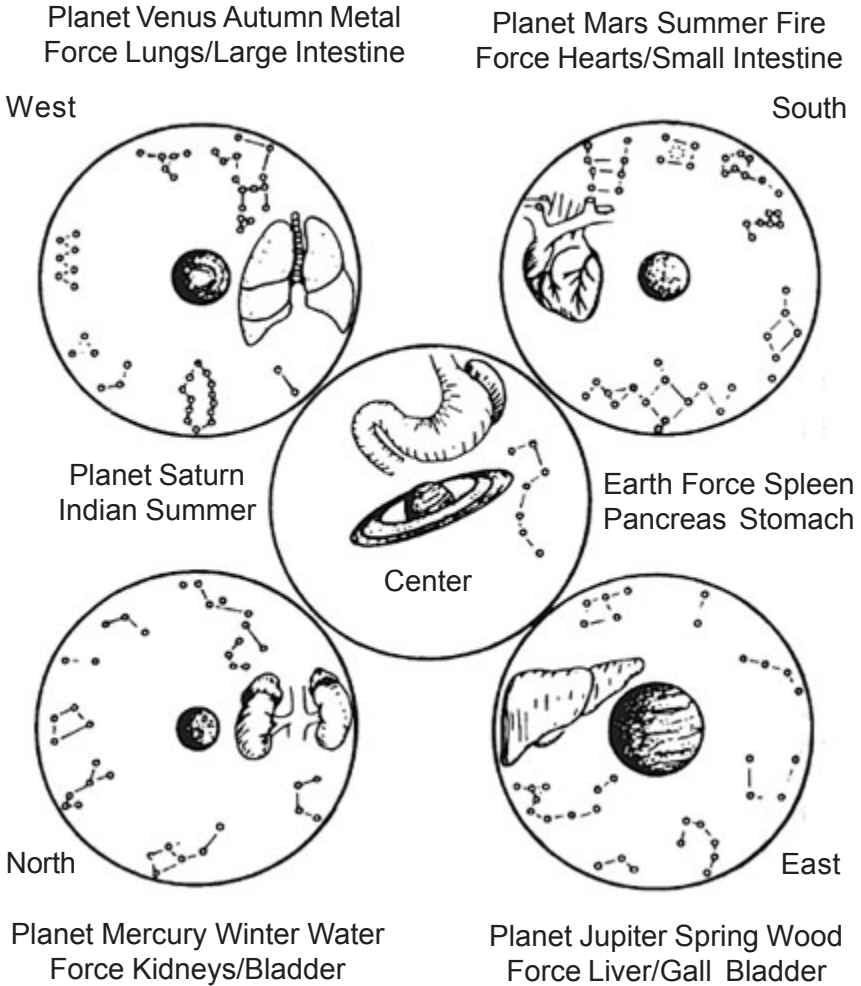 Planet Venus Autumn Metal
Force Lungs/Large Intestine
Planet Mars Summer Fire
Force Hearts/Small Intestine
West
South
Planet Saturn
Indian Summer
Earth Force Spleen
Pancreas Stomach
Center
North
East
Planet Mercury Winter Water
Force Kidneys/Bladder
Planet Jupiter Spring Wood
Force Liver/Gall Bladder